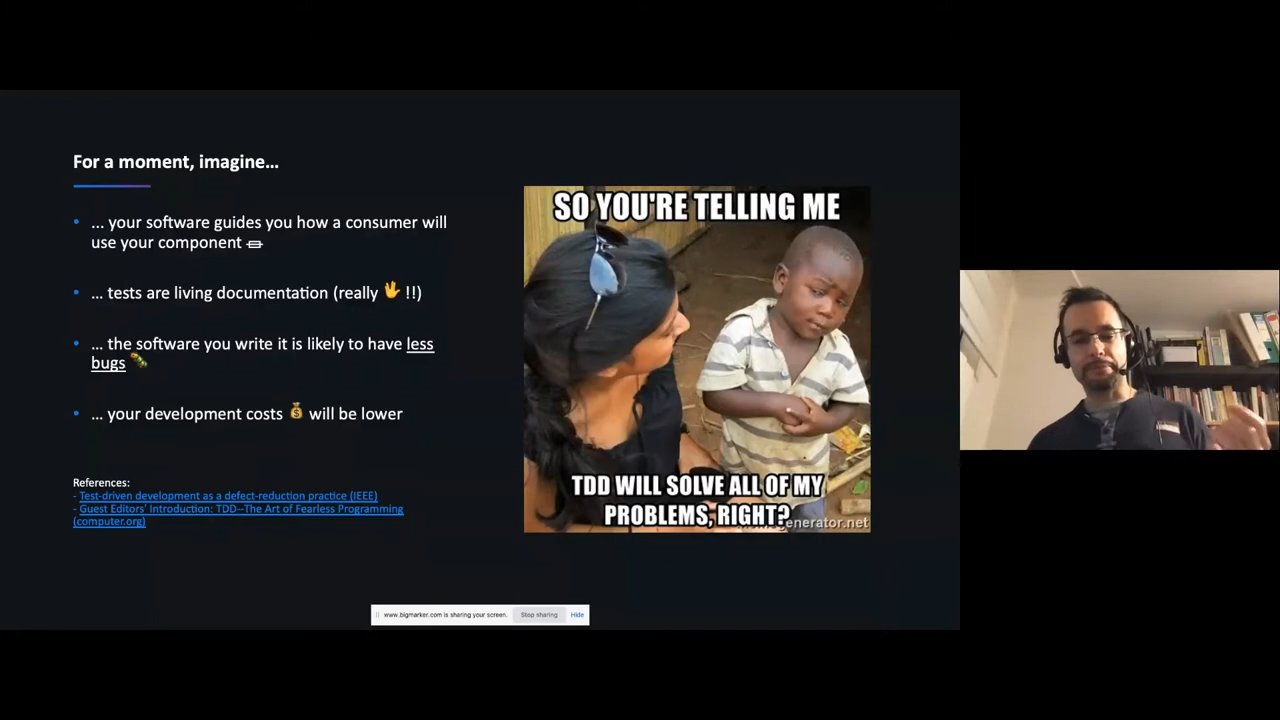 For a moment, imagine...
• ... your software guides you how a consumer will
use your component
• ... tests are living documentation (really 🖖 !!)
• ... the software you write it is likely to have less
bugs 🐛
• ... your development costs 💰 will be lower
References:
- Test-driven development as a defect-reduction practice (IEEE)
- Guest Editors' Introduction: TDD--The Art of Fearless Programming
(computer.org)
SO YOU'RE TELLING ME
TDD WILL SOLVE ALL OF MY
PROBLEMS, RIGHT?
enerator.net
www.bigmarker.com is sharing your screen. Stop sharing Hide